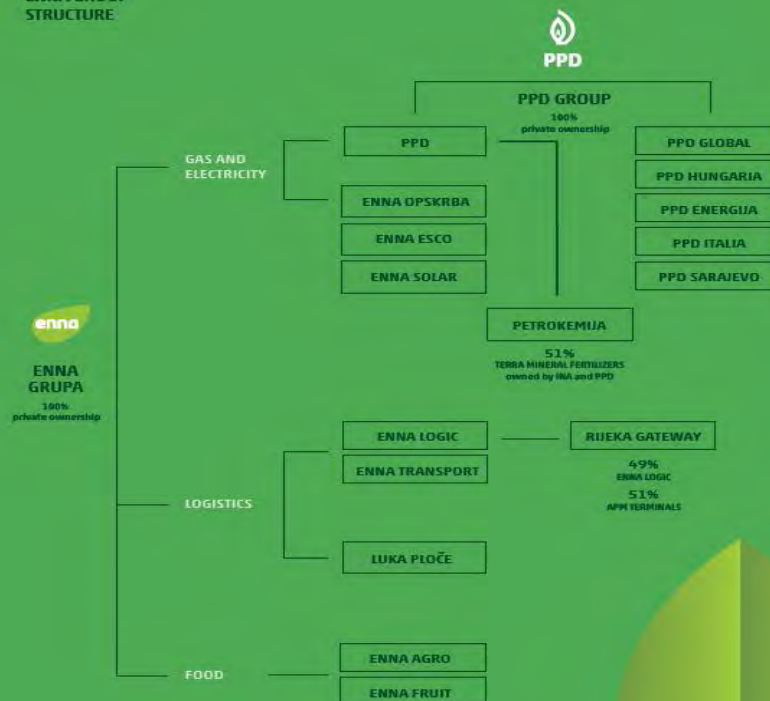 STRUCTURE
PPD
PPD GROUP
100%
private ownership
GAS AND
ELECTRICITY
PPD
ENNA OPSKRBA
ENNA ESCO
ENNA SOLAR
PPD GLOBAL
PPD HUNGARIA
PPD ENERGIJA
PPD ITALIA
PPD SARAJEVO
PETROKEMIJA
51%
TERRA MINERAL FERTILIZERS
owned by INA and PPD
enna
ENNA
GRUPA
100%
private ownership
LOGISTICS
ENNA LOGIC
ENNA TRANSPORT
LUKA PLOČE
RIJEKA GATEWAY
49%
ENNA LOGIC
51%
APM TERMINALS
FOOD
ENNA AGRO
ENNA FRUIT